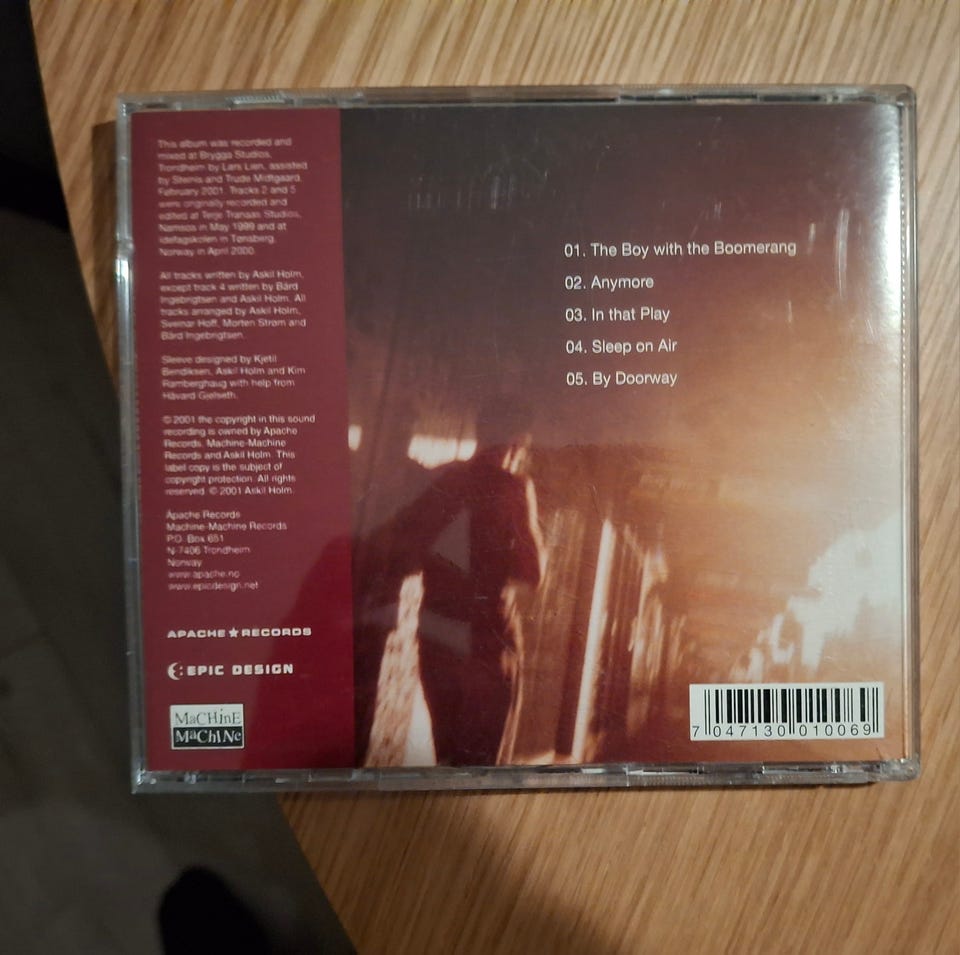 This album was recorded and
mixed at Brygga Studios,
Trondheim by Lars Lien, assisted
by Steinis and Trude Midtgaard,
February 2001. Tracks 2 and 5
were originally recorded and
edited at Terje Tranaas Studios,
Namsos in May 1999 and at
Idefagskolen in Tønsberg,
Norway in April 2000.
All tracks written by Askil Holm,
except track 4 written by Bård
Ingebrigtsen and Askil Holm. All
tracks arranged by Askil Holm,
Sveinar Hoff, Morten Strøm and
Bård Ingebrigtsen.
Sleeve designed by Kjetil
Bendiksen, Askil Holm and Kim
Ramberghaug with help from
Håvard Gjelseth.
© 2001 the copyright in this sound
recording is owned by Apache
Records, Machine-Machine
Records and Askil Holm. This
label copy is the subject of
copyright protection. All rights
reserved. © 2001 Askil Holm.
Apache Records
Machine-Machine Records
P.O. Box 651
N-7406 Trondheim
Norway
www.apache.no
www.epicdesign.net
APACHE★RECORDS
EPIC DESIGN
MaCHinE
MaChINe
01. The Boy with the Boomerang
02. Anymore
03. In that Play
04. Sleep on Air
05. By Doorway
7 047130 010069